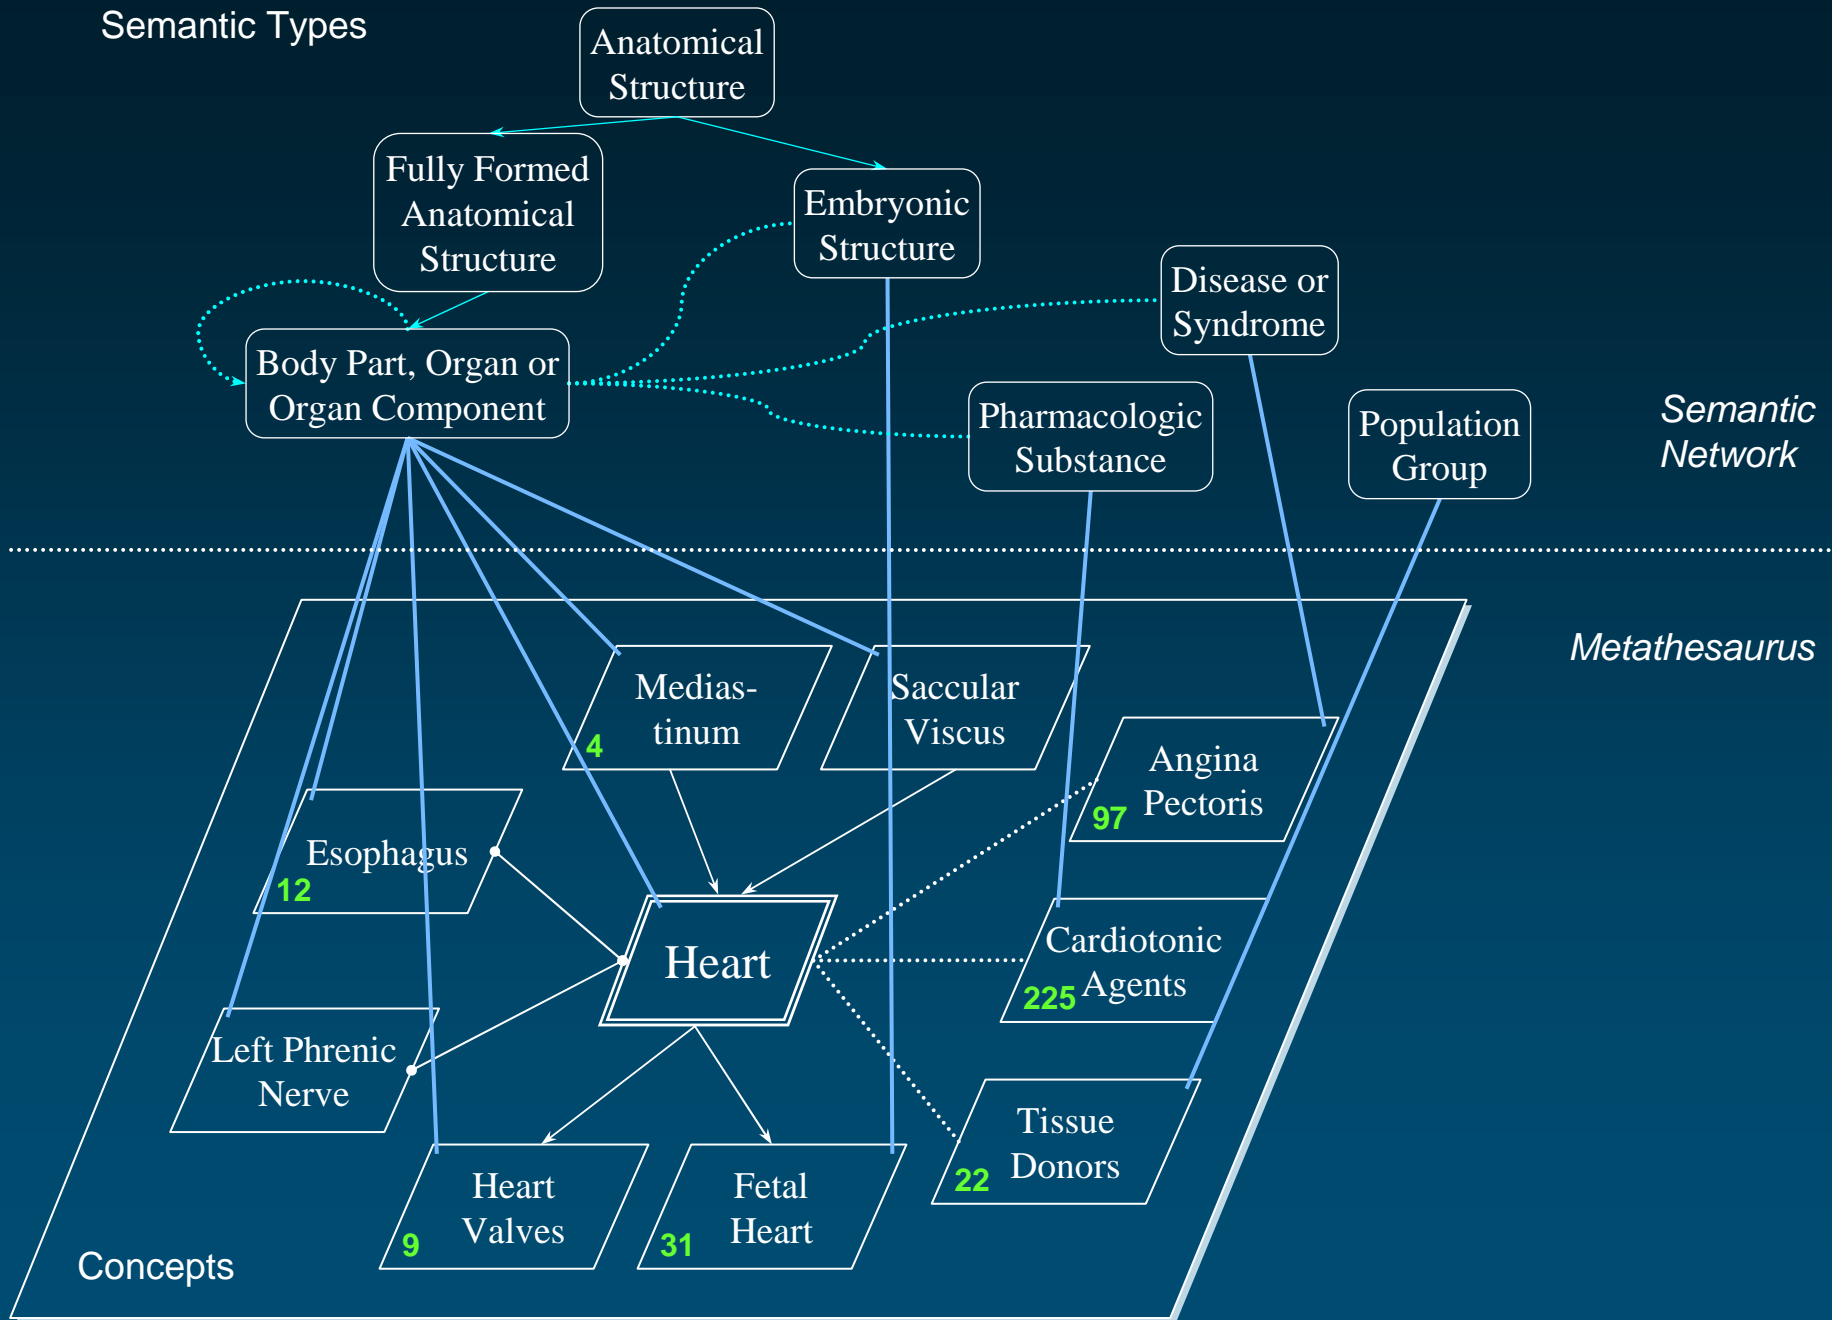 Semantic Types
Anatomical
Structure
Fully Formed
Anatomical
Structure
Embryonic
Structure
Disease or
Syndrome
Body Part, Organ or
Organ Component
Pharmacologic
Substance
Population
Group
Semantic
Network
Metathesaurus
Medias-
tinum
4
Saccular
Viscus
Angina
Pectoris
97
Esophagus
12
Heart
Cardiotonic
Agents
225
Left Phrenic
Nerve
Tissue
Donors
22
Heart
Valves
9
Fetal
Heart
31
Concepts